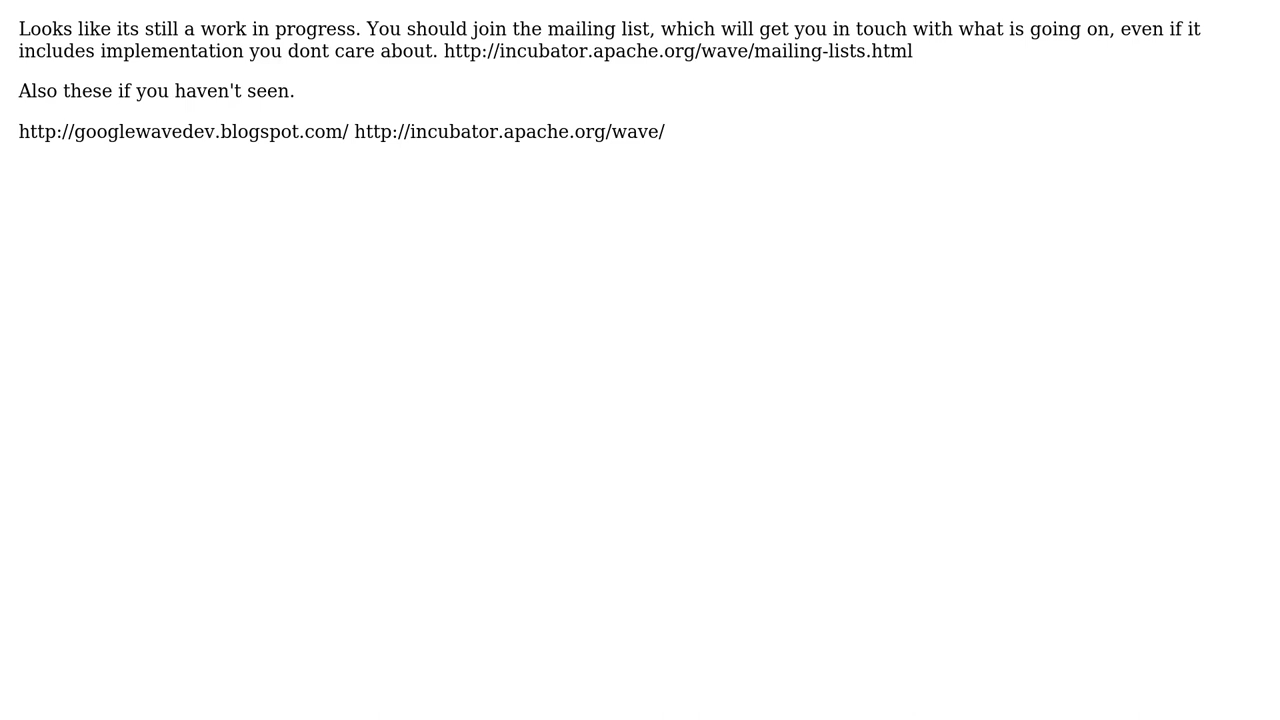 Looks like its still a work in progress. You should join the mailing list, which will get you in touch with what is going on, even if it
includes implementation you dont care about. http://incubator.apache.org/wave/mailing-lists.html
Also these if you haven't seen.
http://googlewavedev.blogspot.com/ http://incubator.apache.org/wave/